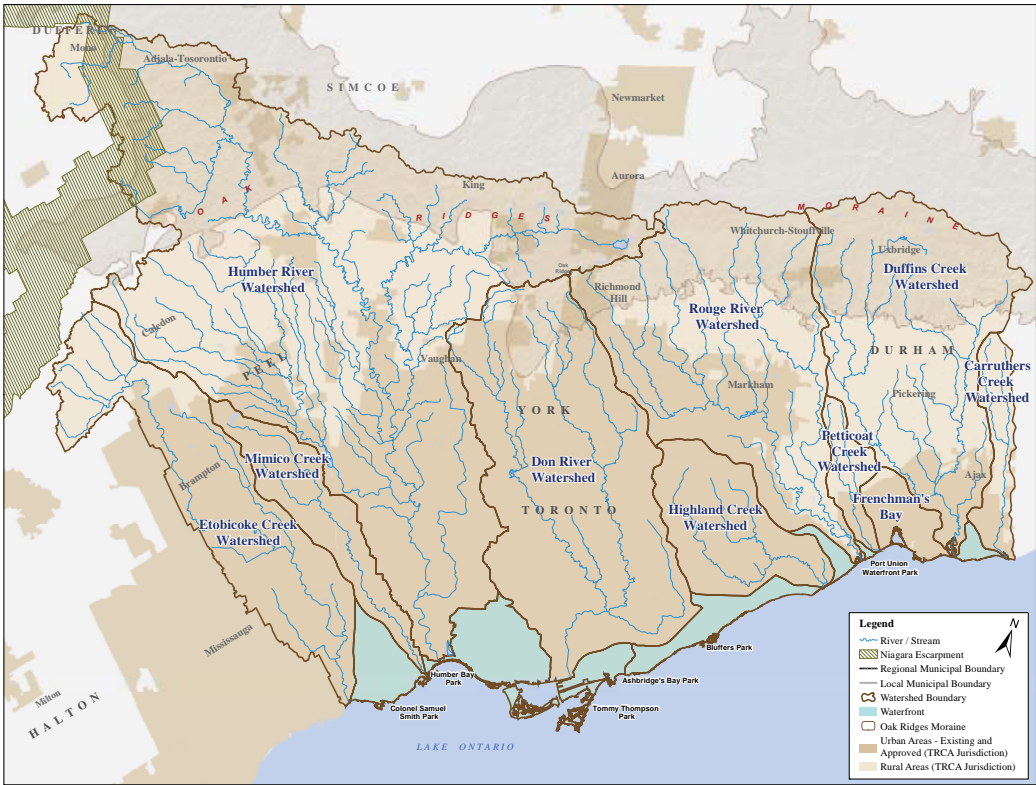 DUFFERIN
Mono
Adjala-Tosorontio
SIMCOE
Newmarket
Aurora
King
OAK
RIDGES
MORAINE
Whitchurch-Stouffville
Uxbridge
Humber River
Watershed
Oak
Ridges
Richmond
Hill
Rouge River
Watershed
Duffins Creek
Watershed
Caledon
PEEL
Vaughan
DURHAM
Carruthers
Creek
Watershed
YORK
Markham
Pickering
Petticoat
Creek
Watershed
Mimico Creek
Watershed
Brampton
Don River
Watershed
Ajax
Frenchman's
Bay
Etobicoke Creek
Watershed
TORONTO
Highland Creek
Watershed
Port Union
Waterfront Park
Mississauga
Bluffers Park
Humber Bay
Park
Ashbridge's Bay Park
Milton
HALTON
Colonel Samuel
Smith Park
Tommy Thompson
Park
LAKE ONTARIO
Legend
N
River / Stream
Niagara Escarpment
Regional Municipal Boundary
Local Municipal Boundary
Watershed Boundary
Waterfront
Oak Ridges Moraine
Urban Areas - Existing and
Approved (TRCA Jurisdiction)
Rural Areas (TRCA Jurisdiction)